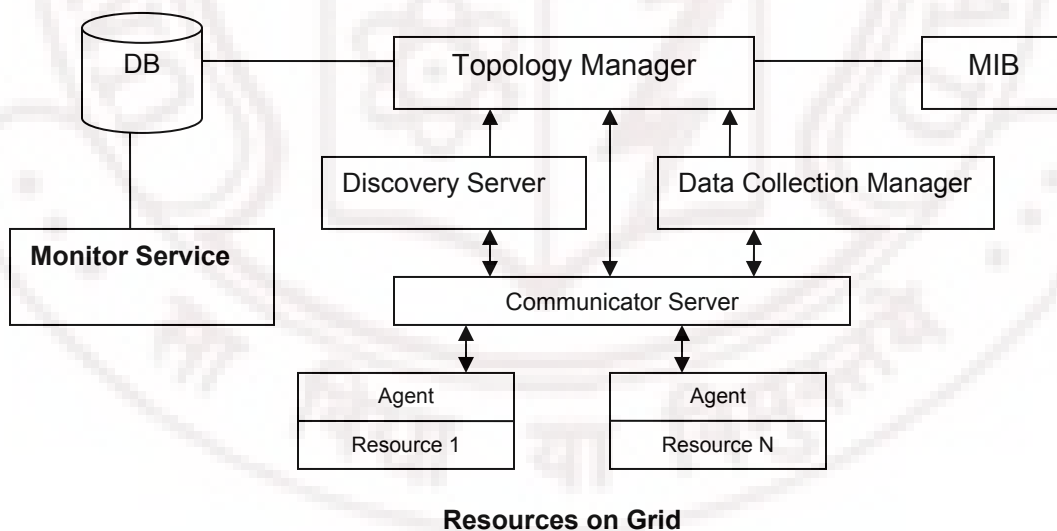 DB
Topology Manager
MIB
Discovery Server
Data Collection Manager
Monitor Service
Communicator Server
Agent
Resource 1
Agent
Resource N
Resources on Grid